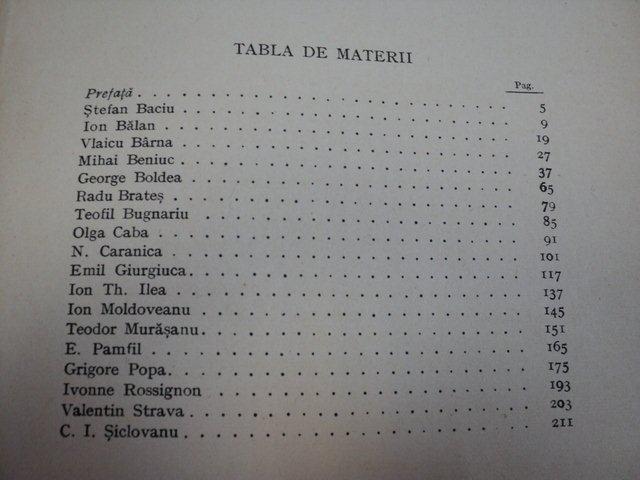 TABLA DE MATERII
Pag.
Prefață . . . . . . . . . . . . . . . . . . . . 5
Ștefan Baciu . . . . . . . . . . . . . . . . . . 9
Ion Bălan . . . . . . . . . . . . . . . . . . . 19
Vlaicu Bârna . . . . . . . . . . . . . . . . . . 27
Mihai Beniuc . . . . . . . . . . . . . . . . . . 37
George Boldea . . . . . . . . . . . . . . . . . 65
Radu Brateș . . . . . . . . . . . . . . . . . . 79
Teofil Bugnariu . . . . . . . . . . . . . . . . 85
Olga Caba . . . . . . . . . . . . . . . . . . . 91
N. Caranica . . . . . . . . . . . . . . . . . . 101
Emil Giurgiuca . . . . . . . . . . . . . . . . . 117
Ion Th. Ilea . . . . . . . . . . . . . . . . . . 137
Ion Moldoveanu . . . . . . . . . . . . . . . . . 145
Teodor Murășanu . . . . . . . . . . . . . . . . 151
E. Pamfil . . . . . . . . . . . . . . . . . . . 165
Grigore Popa . . . . . . . . . . . . . . . . . . 175
Ivonne Rossignon . . . . . . . . . . . . . . . . 193
Valentin Strava . . . . . . . . . . . . . . . . 203
C. I. Șiclovanu . . . . . . . . . . . . . . . . 211